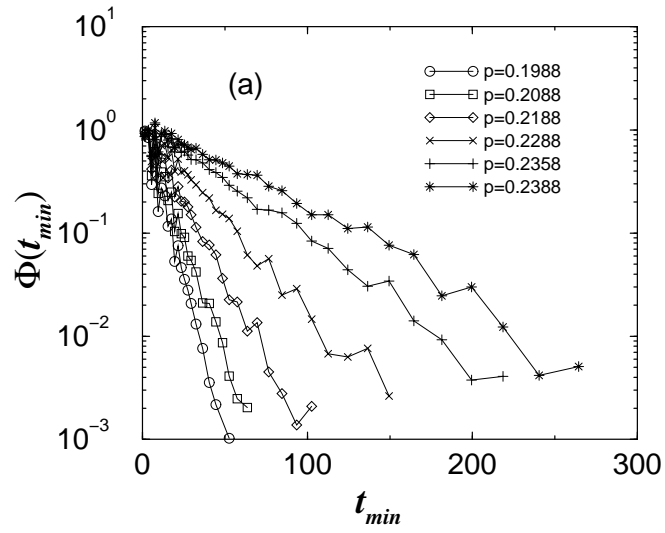 10^1
(a)
p=0.1988
p=0.2088
p=0.2188
p=0.2288
p=0.2358
p=0.2388
10^0
10^−1
10^−2
10^−3
Φ(t_min)
0 100 200 300
t_min